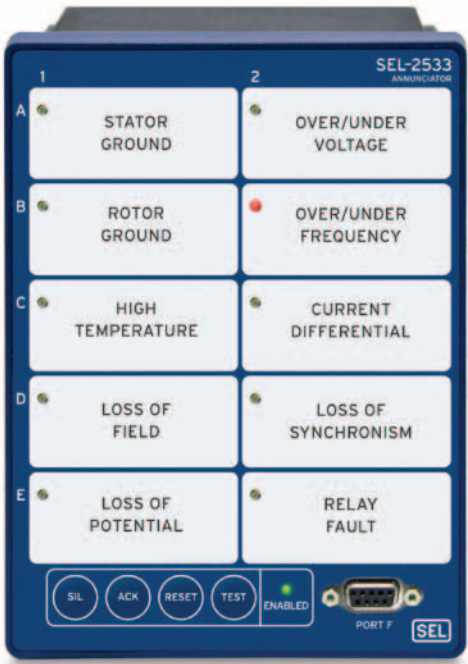 SEL-2533
ANNUNCIATOR
1 2
A
STATOR
GROUND
OVER/UNDER
VOLTAGE
B
ROTOR
GROUND
OVER/UNDER
FREQUENCY
C
HIGH
TEMPERATURE
CURRENT
DIFFERENTIAL
D
LOSS OF
FIELD
LOSS OF
SYNCHRONISM
E
LOSS OF
POTENTIAL
RELAY
FAULT
SIL ACK RESET TEST
ENABLED
PORT F
SEL